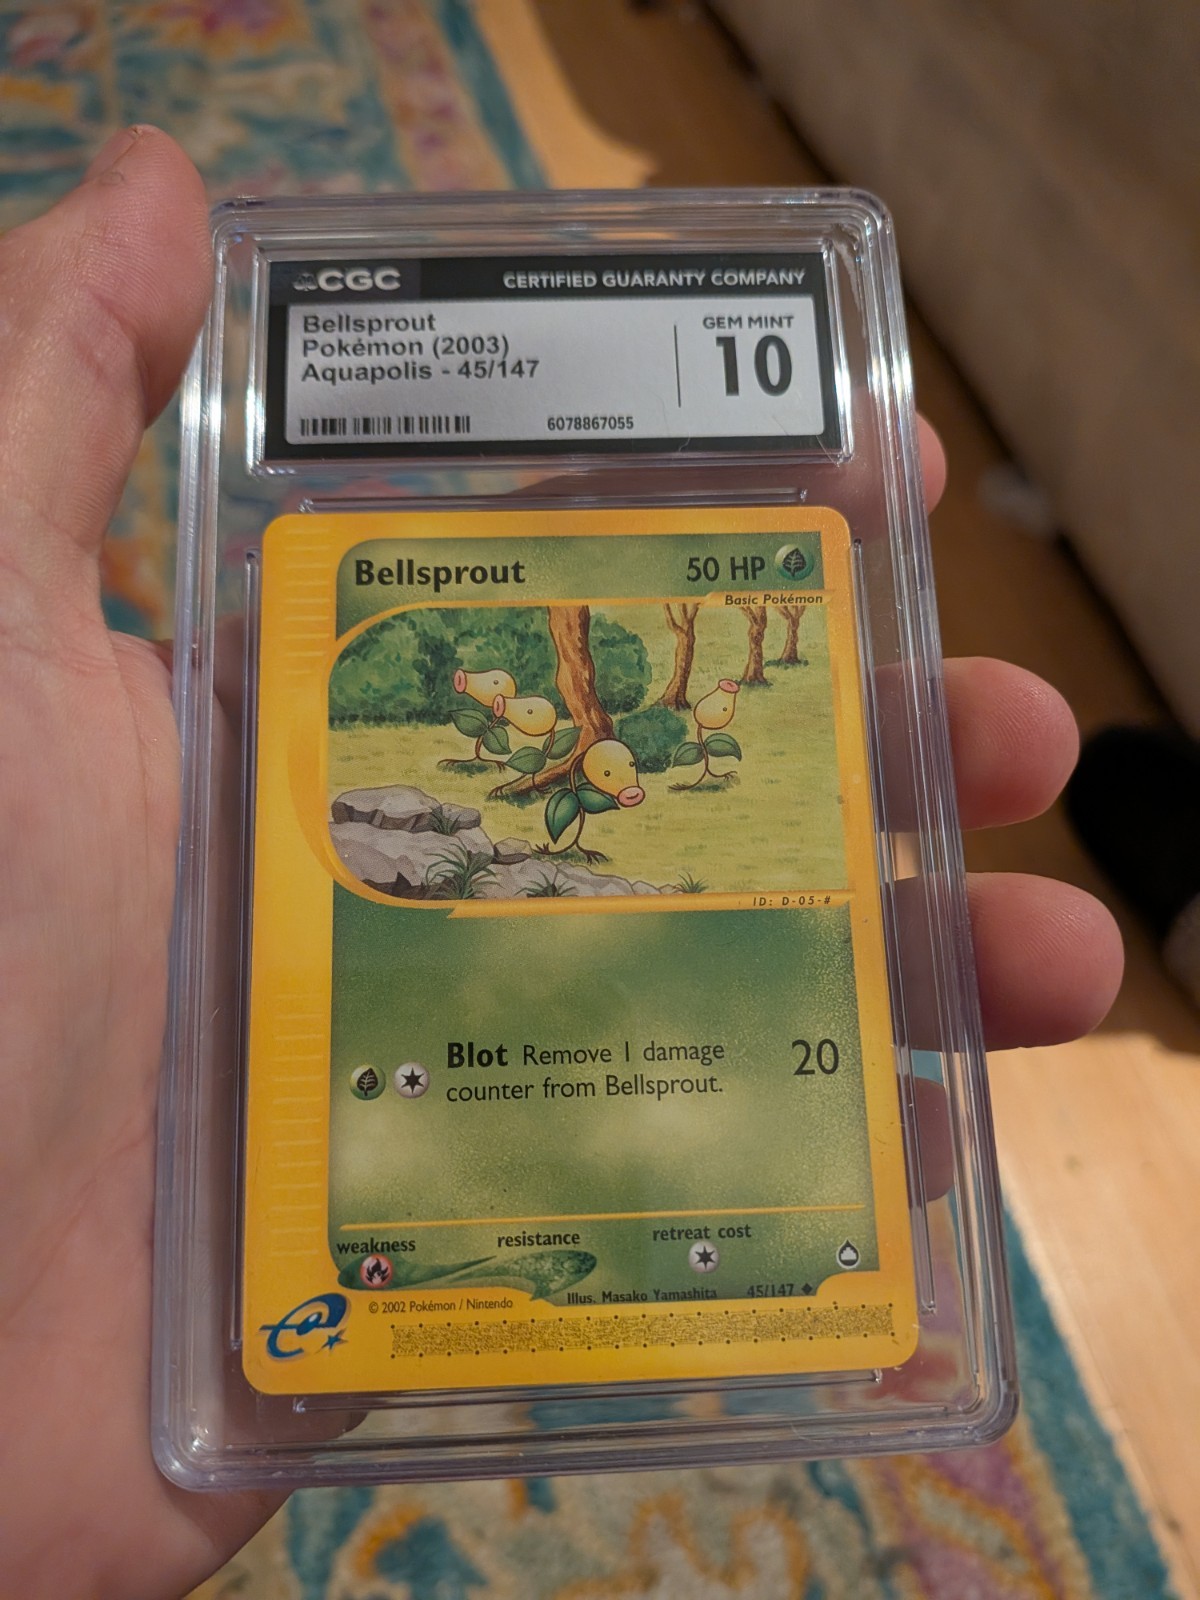 CGC
CERTIFIED GUARANTY COMPANY
Bellsprout
Pokémon (2003)
Aquapolis - 45/147
GEM MINT
10
6078867055
Bellsprout
50 HP
Basic Pokémon
ID: D-05-#
Blot Remove 1 damage
counter from Bellsprout.
20
weakness
resistance
retreat cost
Illus. Masako Yamashita
45/147
© 2002 Pokémon / Nintendo
e